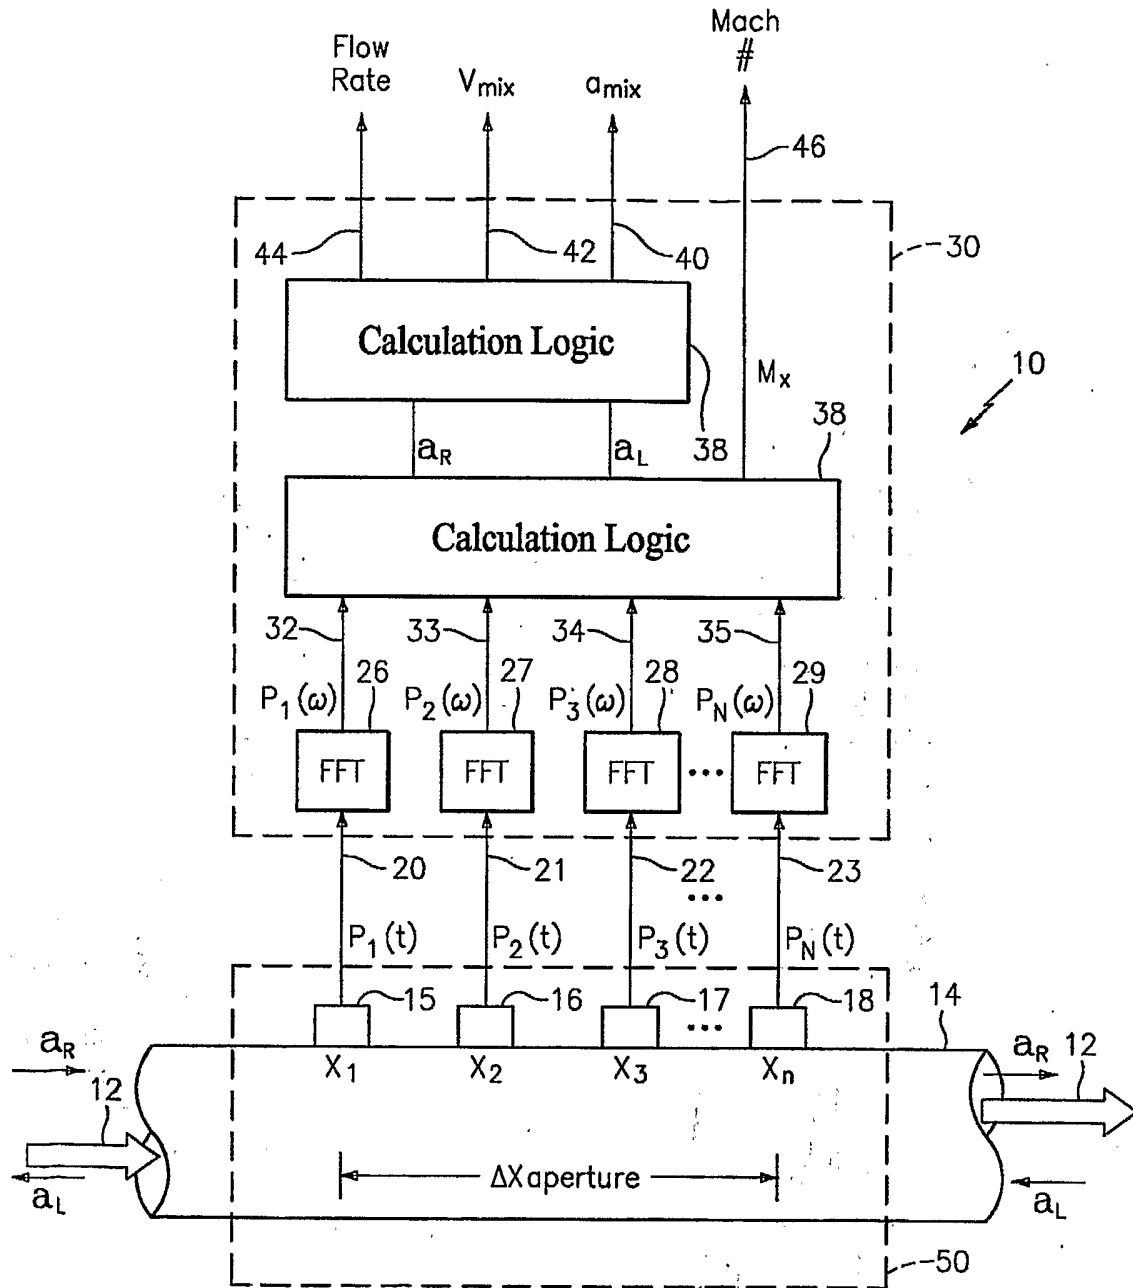 Mach
#
Flow
Rate
Vmix
amix
46
44
42
40
30
Calculation Logic
Mx
10
38
38
aR
aL
Calculation Logic
32
33
34
35
26
27
28
29
P1(ω)
P2(ω)
P3(ω)
PN(ω)
FFT
FFT
FFT
...
FFT
20
21
22
23
...
P1(t)
P2(t)
P3(t)
PN(t)
15
16
17
...
18
14
aR
X1
X2
X3
Xn
aR
12
12
ΔX aperture
aL
aL
50